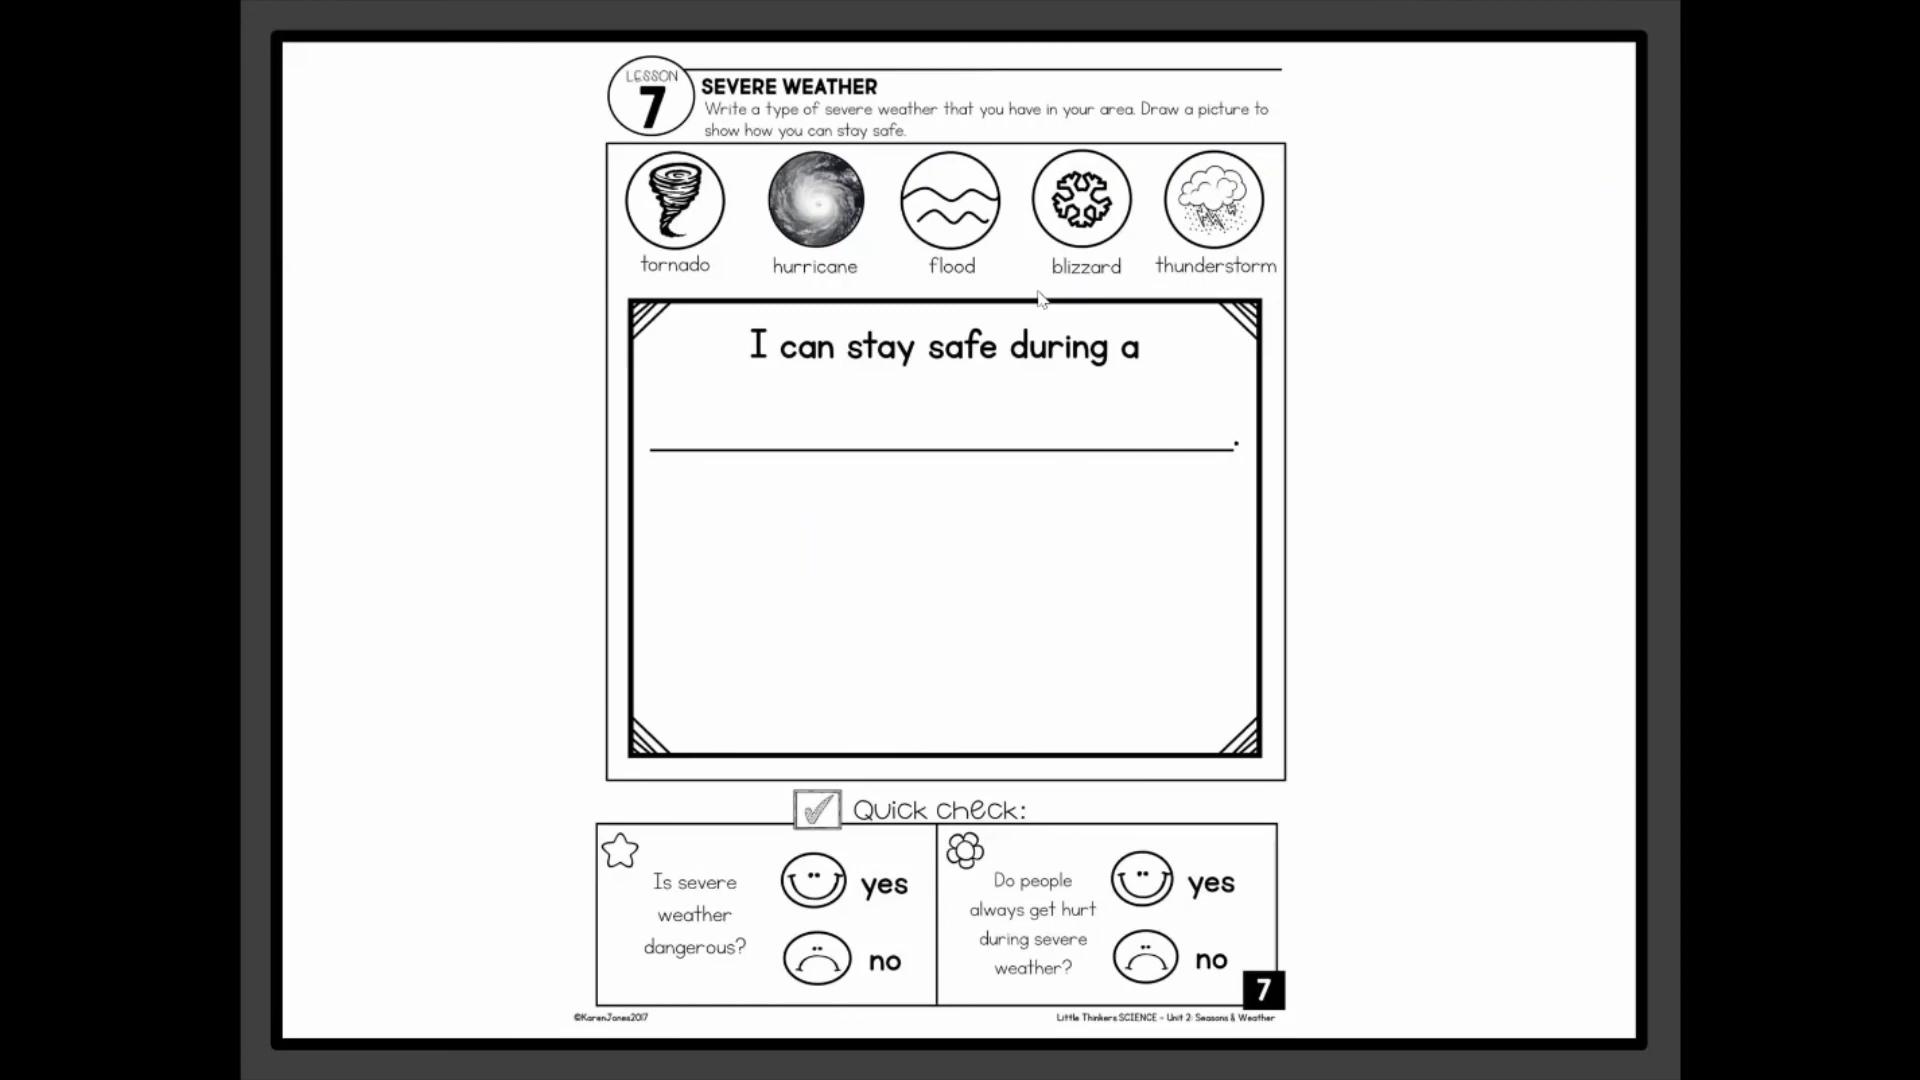 LESSON
7
SEVERE WEATHER
Write a type of severe weather that you have in your area. Draw a picture to
show how you can stay safe.
tornado hurricane flood blizzard thunderstorm
I can stay safe during a
.
Quick check:
Is severe
weather
dangerous?
yes
no
Do people
always get hurt
during severe
weather?
yes
no
7
©KarenJones2017
Little Thinkers SCIENCE - Unit 2: Seasons & Weather